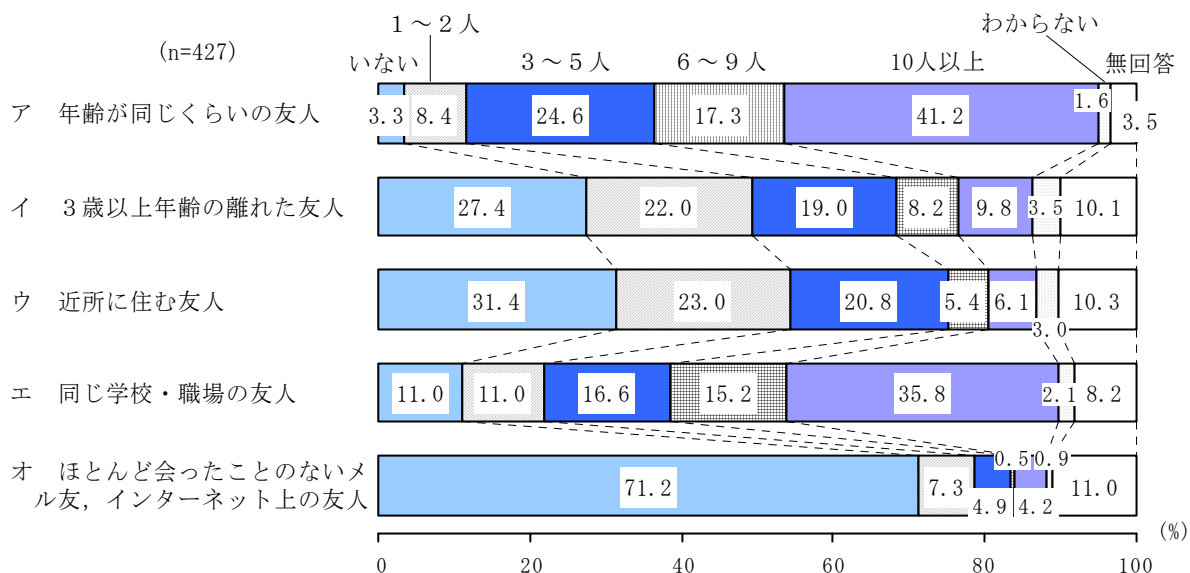 １～２人
わからない
(n=427)
いない
３～５人
６～９人
10人以上
無回答
ア　年齢が同じくらいの友人
3.3 8.4 24.6 17.3 41.2 1.6 3.5
イ　３歳以上年齢の離れた友人
27.4 22.0 19.0 8.2 9.8 3.5 10.1
ウ　近所に住む友人
31.4 23.0 20.8 5.4 6.1 3.0 10.3
エ　同じ学校・職場の友人
11.0 11.0 16.6 15.2 35.8 2.1 8.2
オ　ほとんど会ったことのないメ
ル友，インターネット上の友人
71.2 7.3 4.9 0.5 4.2 0.9 11.0
(%)
0 20 40 60 80 100